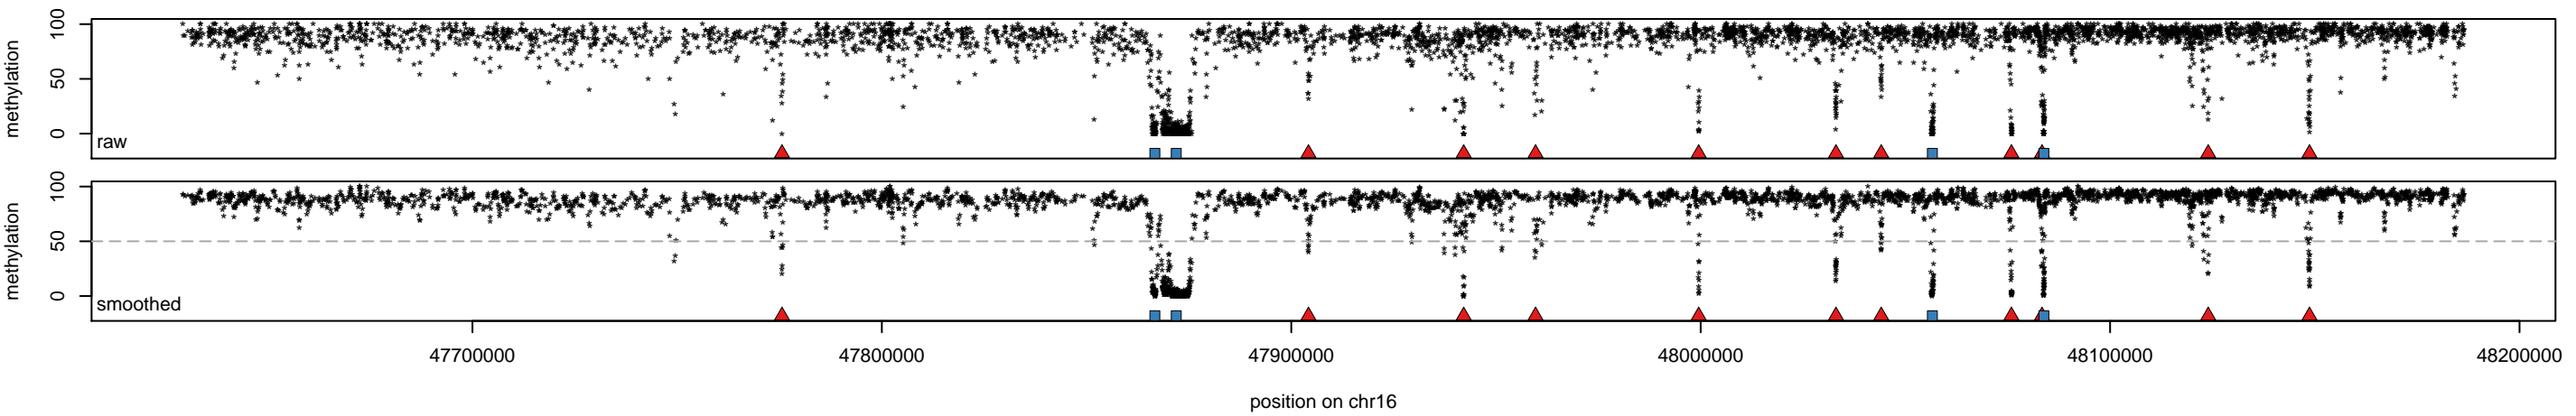 methylation
100
50
0
raw
methylation
100
50
0
smoothed
47700000 47800000 47900000 48000000 48100000 48200000
position on chr16